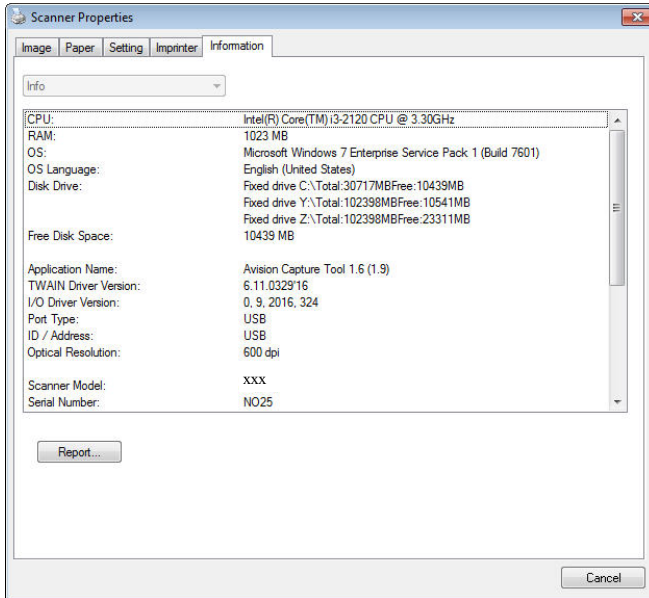 Scanner Properties
Image Paper Setting Imprinter Information
Info
CPU: Intel(R) Core(TM) i3-2120 CPU @ 3.30GHz
RAM: 1023 MB
OS: Microsoft Windows 7 Enterprise Service Pack 1 (Build 7601)
OS Language: English (United States)
Disk Drive: Fixed drive C:\Total:30717MBFree:10439MB
Fixed drive Y:\Total:102398MBFree:10541MB
Fixed drive Z:\Total:102398MBFree:23311MB
Free Disk Space: 10439 MB
Application Name: Avision Capture Tool 1.6 (1.9)
TWAIN Driver Version: 6.11.0329'16
I/O Driver Version: 0, 9, 2016, 324
Port Type: USB
ID / Address: USB
Optical Resolution: 600 dpi
Scanner Model: xxx
Serial Number: NO25
Report...
Cancel